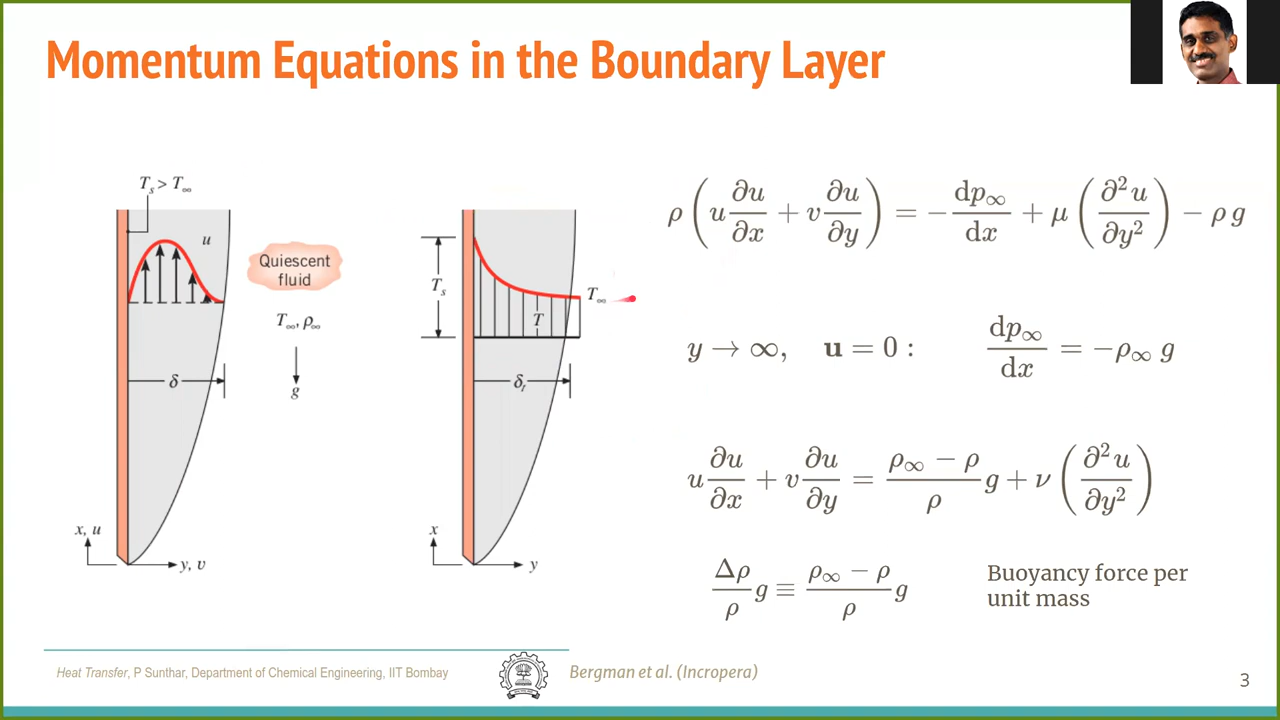 Momentum Equations in the Boundary Layer
T_s > T_∞
u
Quiescent
fluid
T_∞, ρ_∞
g
δ
x, u
y, v
T_s
T_∞
T
δ_t
x
y
ρ ( u ∂u/∂x + v ∂u/∂y ) = − dp_∞/dx + μ ( ∂²u/∂y² ) − ρ g
y → ∞, u = 0 : dp_∞/dx = −ρ_∞ g
u ∂u/∂x + v ∂u/∂y = (ρ_∞ − ρ)/ρ g + ν ( ∂²u/∂y² )
Δρ/ρ g ≡ (ρ_∞ − ρ)/ρ g
Buoyancy force per
unit mass
Heat Transfer, P Sunthar, Department of Chemical Engineering, IIT Bombay
Bergman et al. (Incropera)
3